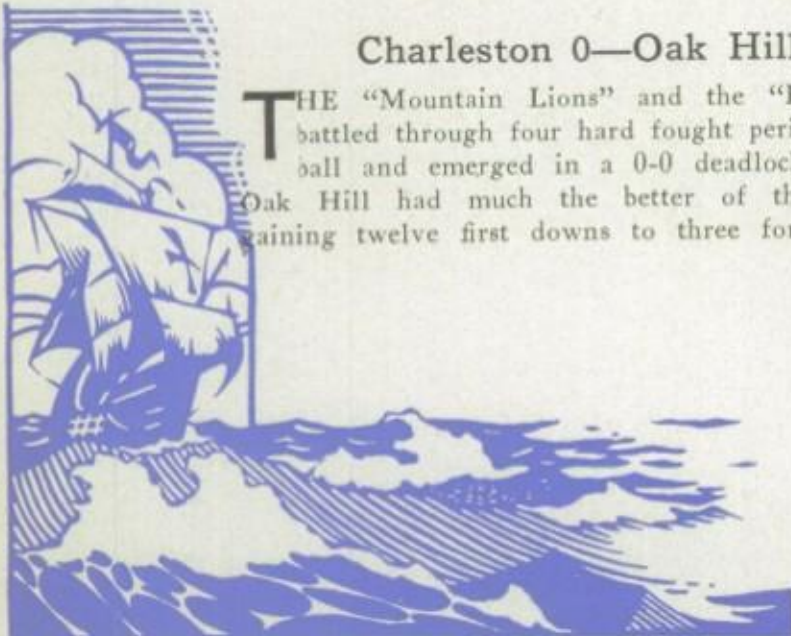 Charleston 0—Oak Hill
THE "Mountain Lions" and the
battled through four hard fought
ball and emerged in a 0-0
Oak Hill had much the better of
gaining twelve first downs to three